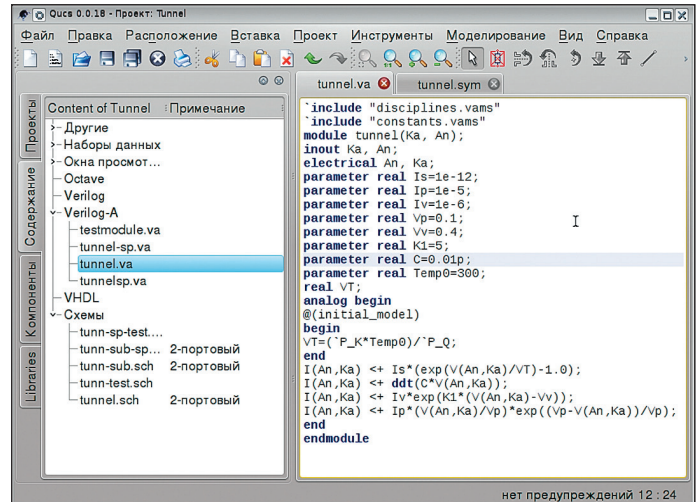 Qucs 0.0.18 - Проект: Tunnel
Файл Правка Расположение Вставка Проект Инструменты Моделирование Вид Справка
tunnel.va tunnel.sym
Проекты
Содержание
Компоненты
Libraries
Content of Tunnel Примечание
Другие
Наборы данных
Окна просмот...
Octave
Verilog
Verilog-A
testmodule.va
tunnel-sp.va
tunnel.va
tunnelsp.va
VHDL
Схемы
tunn-sp-test....
tunn-sub-sp... 2-портовый
tunn-sub.sch 2-портовый
tunn-test.sch
tunnel.sch 2-портовый
`include "disciplines.vams"
`include "constants.vams"
module tunnel(Ka, An);
inout Ka, An;
electrical An, Ka;
parameter real Is=1e-12;
parameter real Ip=1e-5;
parameter real Iv=1e-6;
parameter real Vp=0.1;
parameter real Vv=0.4;
parameter real K1=5;
parameter real C=0.01p;
parameter real Temp0=300;
real VT;
analog begin
@(initial_model)
begin
VT=(`P_K*Temp0)/`P_Q;
end
I(An,Ka) <+ Is*(exp(V(An,Ka)/VT)-1.0);
I(An,Ka) <+ ddt(C*V(An,Ka));
I(An,Ka) <+ Iv*exp(K1*(V(An,Ka)-Vv));
I(An,Ka) <+ Ip*(V(An,Ka)/Vp)*exp((Vp-V(An,Ka))/Vp);
end
endmodule
нет предупреждений 12 : 24